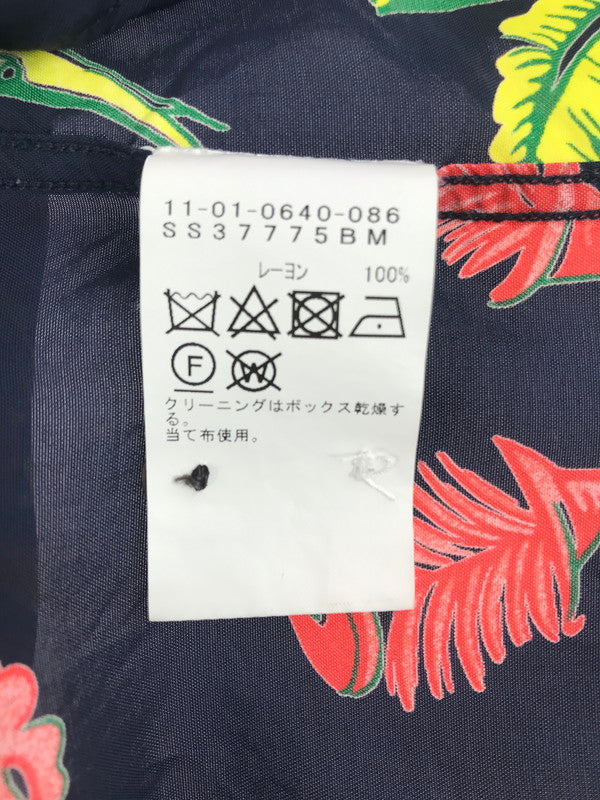 11-01-0640-086
SS37775BM
レーヨン 100%
F
W
クリーニングはボックス乾燥す
る。
当て布使用。